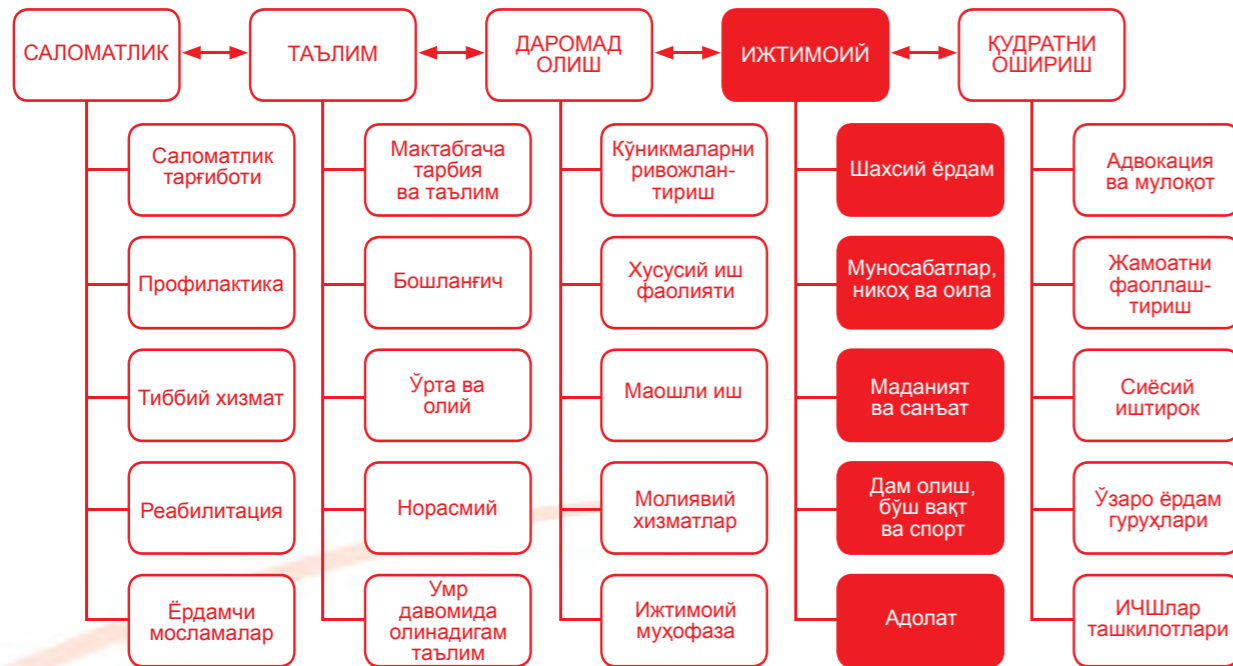 САЛОМАТЛИК
ТАЪЛИМ
ДАРОМАД
ОЛИШ
ИЖТИМОИЙ
ҚУДРАТНИ
ОШИРИШ
Саломатлик
тарғиботи
Профилактика
Тиббий хизмат
Реабилитация
Ёрдамчи
мосламалар
Мактабгача
тарбия
ва таълим
Бошланғич
Ўрта ва
олий
Норасмий
Умр
давомида
олинадигам
таълим
Кўникмаларни
ривожлан-
тириш
Хусусий иш
фаолияти
Маошли иш
Молиявий
хизматлар
Ижтимоий
муҳофаза
Шахсий ёрдам
Муносабатлар,
никоҳ ва оила
Маданият
ва санъат
Дам олиш,
бўш вақт
ва спорт
Адолат
Адвокация
ва мулоқот
Жамоатни
фаоллаш-
тириш
Сиёсий
иштирок
Ўзаро ёрдам
гуруҳлари
ИЧШлар
ташкилотлари